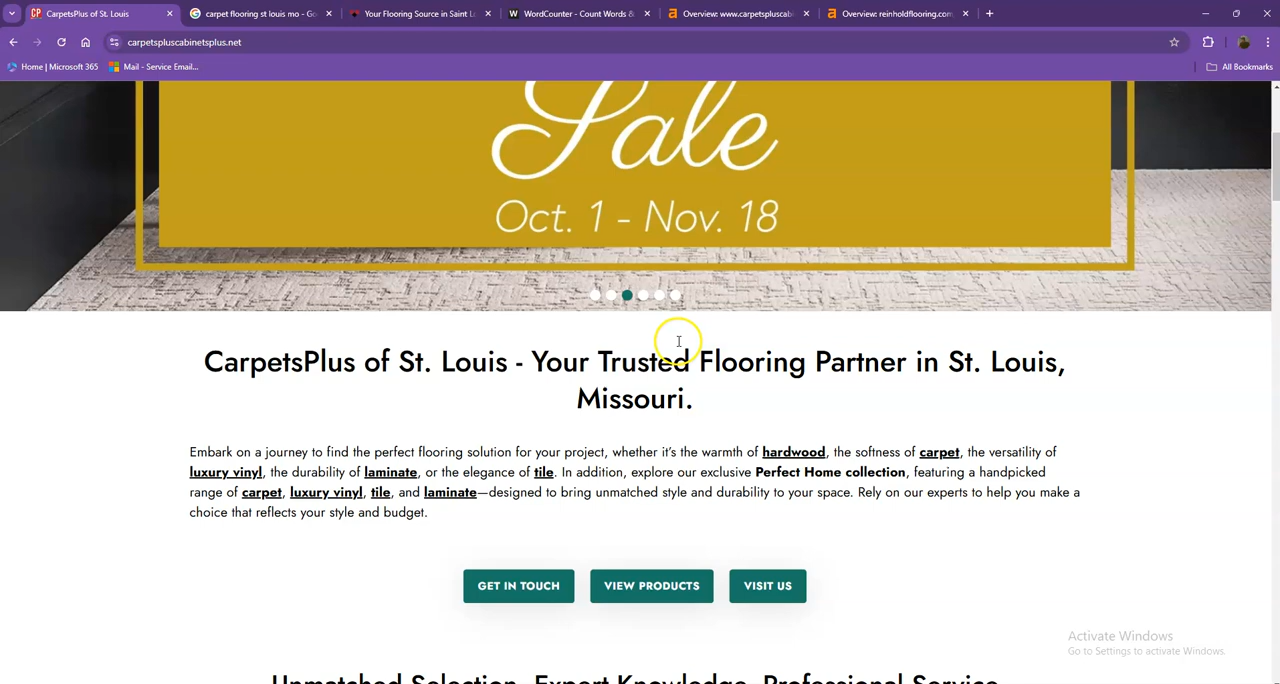 CarpetsPlus of St. Louis
carpet flooring st louis mo - Go
Your Flooring Source in Saint L
WordCounter - Count Words &
Overview: www.carpetspluscabi
Overview: reinholdflooring.com
carpetspluscabinetsplus.net
Home | Microsoft 365
Mail - Service Email...
All Bookmarks
Sale
Oct. 1 - Nov. 18
CarpetsPlus of St. Louis - Your Trusted Flooring Partner in St. Louis,
Missouri.
Embark on a journey to find the perfect flooring solution for your project, whether it's the warmth of hardwood, the softness of carpet, the versatility of
luxury vinyl, the durability of laminate, or the elegance of tile. In addition, explore our exclusive Perfect Home collection, featuring a handpicked
range of carpet, luxury vinyl, tile, and laminate—designed to bring unmatched style and durability to your space. Rely on our experts to help you make a
choice that reflects your style and budget.
GET IN TOUCH
VIEW PRODUCTS
VISIT US
Activate Windows
Go to Settings to activate Windows.
Unmatched Selection, Expert Knowledge, Professional Service